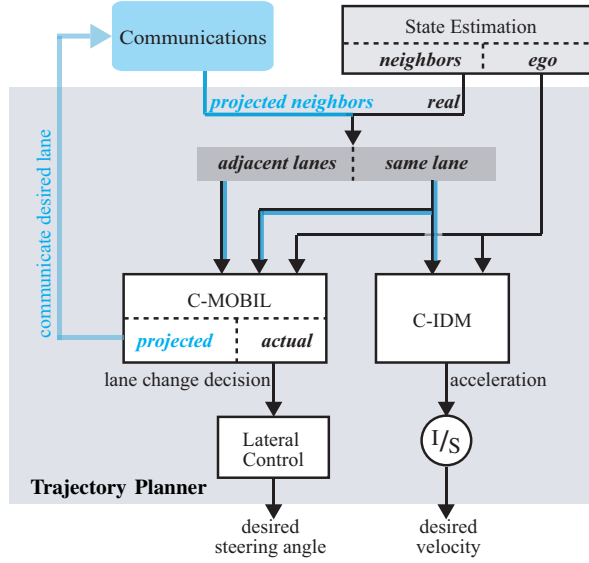 Communications
State Estimation
neighbors
ego
projected neighbors
real
adjacent lanes
same lane
communicate desired lane
C-MOBIL
projected
actual
C-IDM
lane change decision
acceleration
Lateral
Control
I/S
Trajectory Planner
desired
steering angle
desired
velocity